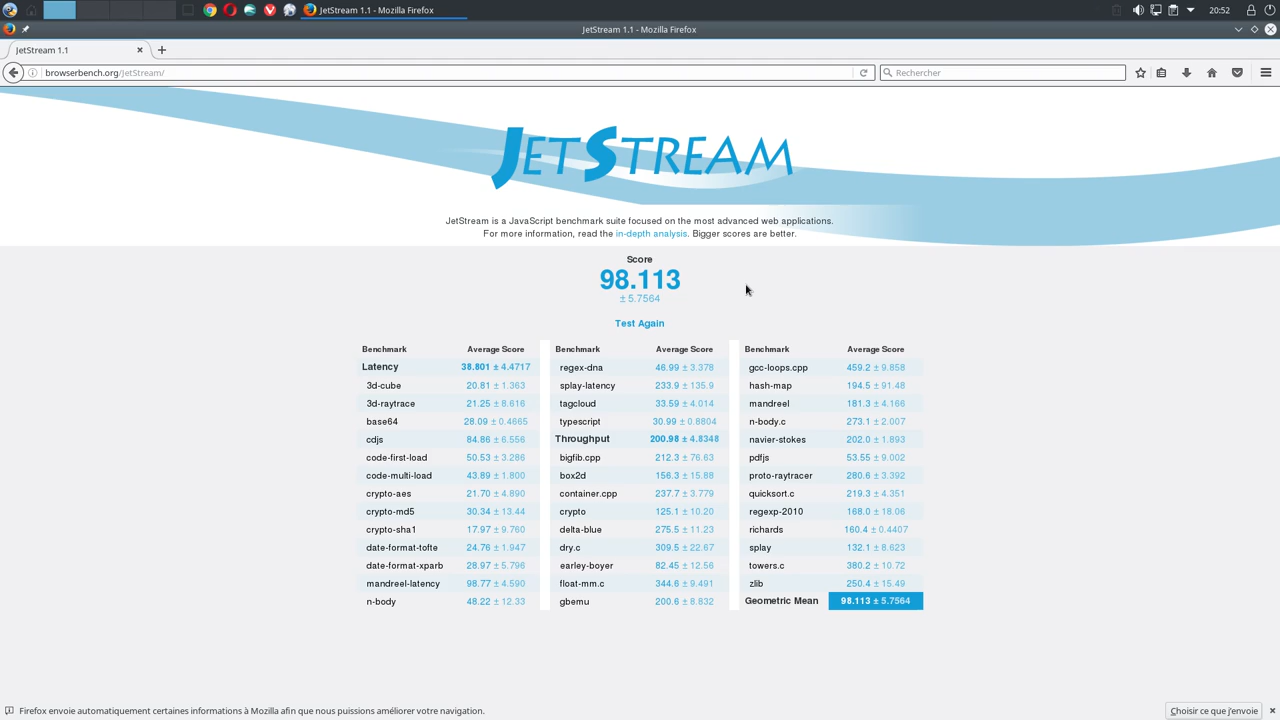 JetStream 1.1 - Mozilla Firefox
20:52
JetStream 1.1 - Mozilla Firefox
JetStream 1.1
browserbench.org/JetStream/
Rechercher
JETSTREAM
JetStream is a JavaScript benchmark suite focused on the most advanced web applications.
For more information, read the in-depth analysis. Bigger scores are better.
Score
98.113
± 5.7564
Test Again
Benchmark Average Score
Latency 38.801 ± 4.4717
3d-cube 20.81 ± 1.363
3d-raytrace 21.25 ± 8.616
base64 28.09 ± 0.4665
cdjs 84.86 ± 6.556
code-first-load 50.53 ± 3.286
code-multi-load 43.89 ± 1.800
crypto-aes 21.70 ± 4.890
crypto-md5 30.34 ± 13.44
crypto-sha1 17.97 ± 9.760
date-format-tofte 24.76 ± 1.947
date-format-xparb 28.97 ± 5.796
mandreel-latency 98.77 ± 4.590
n-body 48.22 ± 12.33
Benchmark Average Score
regex-dna 46.99 ± 3.378
splay-latency 233.9 ± 135.9
tagcloud 33.59 ± 4.014
typescript 30.99 ± 0.8804
Throughput 200.98 ± 4.8348
bigfib.cpp 212.3 ± 76.63
box2d 156.3 ± 15.88
container.cpp 237.7 ± 3.779
crypto 125.1 ± 10.20
delta-blue 275.5 ± 11.23
dry.c 309.5 ± 22.67
earley-boyer 82.45 ± 12.56
float-mm.c 344.6 ± 9.491
gbemu 200.6 ± 8.832
Benchmark Average Score
gcc-loops.cpp 459.2 ± 9.858
hash-map 194.5 ± 91.48
mandreel 181.3 ± 4.166
n-body.c 273.1 ± 2.007
navier-stokes 202.0 ± 1.893
pdfjs 53.55 ± 9.002
proto-raytracer 280.6 ± 3.392
quicksort.c 219.3 ± 4.351
regexp-2010 168.0 ± 18.06
richards 160.4 ± 0.4407
splay 132.1 ± 8.623
towers.c 380.2 ± 10.72
zlib 250.4 ± 15.49
Geometric Mean 98.113 ± 5.7564
Firefox envoie automatiquement certaines informations à Mozilla afin que nous puissions améliorer votre navigation.
Choisir ce que j'envoie